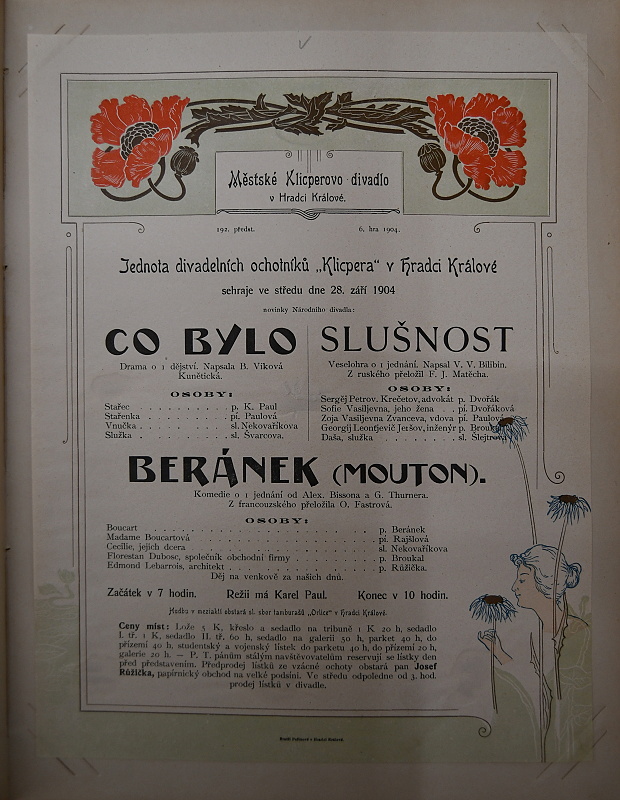 Městské Klicperovo divadlo
v Hradci Králové.
192. předst.
6. hra 1904.
Jednota divadelních ochotníků „Klicpera“ v Hradci Králové
sehraje ve středu dne 28. září 1904
novinky Národního divadla:
CO BYLO
Drama o 1 dějství. Napsala B. Viková
Kunětická.
OSOBY:
Stařec . . . . . . . . . p. K. Paul
Stařenka . . . . . . . . pí. Paulová
Vnučka . . . . . . . . . sl. Nekovaříkova
Služka . . . . . . . . . sl. Švarcova.
SLUŠNOST
Veselohra o 1 jednání. Napsal V. V. Bilibin.
Z ruského přeložil F. J. Matěcha.
OSOBY:
Sergěj Petrov. Krečetov, advokát p. Dvořák
Sofie Vasiljevna, jeho žena . pí. Dvořáková
Zoja Vasiljevna Zvanceva, vdova pí. Paulová
Georgij Leontjevič Jeršov, inženýr p. Broukal
Daša, služka . . . . . . sl. Šlejtrova
BERÁNEK (MOUTON).
Komedie o 1 jednání od Alex. Bissona a G. Thurnera.
Z francouzského přeložila O. Fastrová.
OSOBY:
Boucart . . . . . . . . . . p. Beránek
Madame Boucartová . . . . . . . . . . pí. Rajšlová
Cecílie, jejich dcera . . . . . . . . . . sl. Nekovaříkova
Florestan Dubosc, společník obchodní firmy . . . . . . p. Broukal
Edmond Lebarrois, architekt . . . . . . . . . p. Růžička.
Děj na venkově za našich dnů.
Začátek v 7 hodin. Režii má Karel Paul. Konec v 10 hodin.
Hudbu v meziaktí obstará sl. sbor tamburašů „Orlice“ v Hradci Králové.
Ceny míst: Lože 5 K, křeslo a sedadlo na tribuně 1 K 20 h, sedadlo
I. tř. 1 K, sedadlo II. tř. 60 h, sedadlo na galerii 50 h, parket 40 h, do
přízemí 40 h, studentský a vojenský lístek do parketu 40 h, do přízemí 20 h,
galerie 20 h. — P. T. pánům stálým navštěvovatelům reservují se lístky den
před představením. Předprodej lístků ze vzácné ochoty obstará pan Josef
Růžička, papírnický obchod na velké podsíni. Ve středu odpoledne od 3. hod.
prodej lístků v divadle.